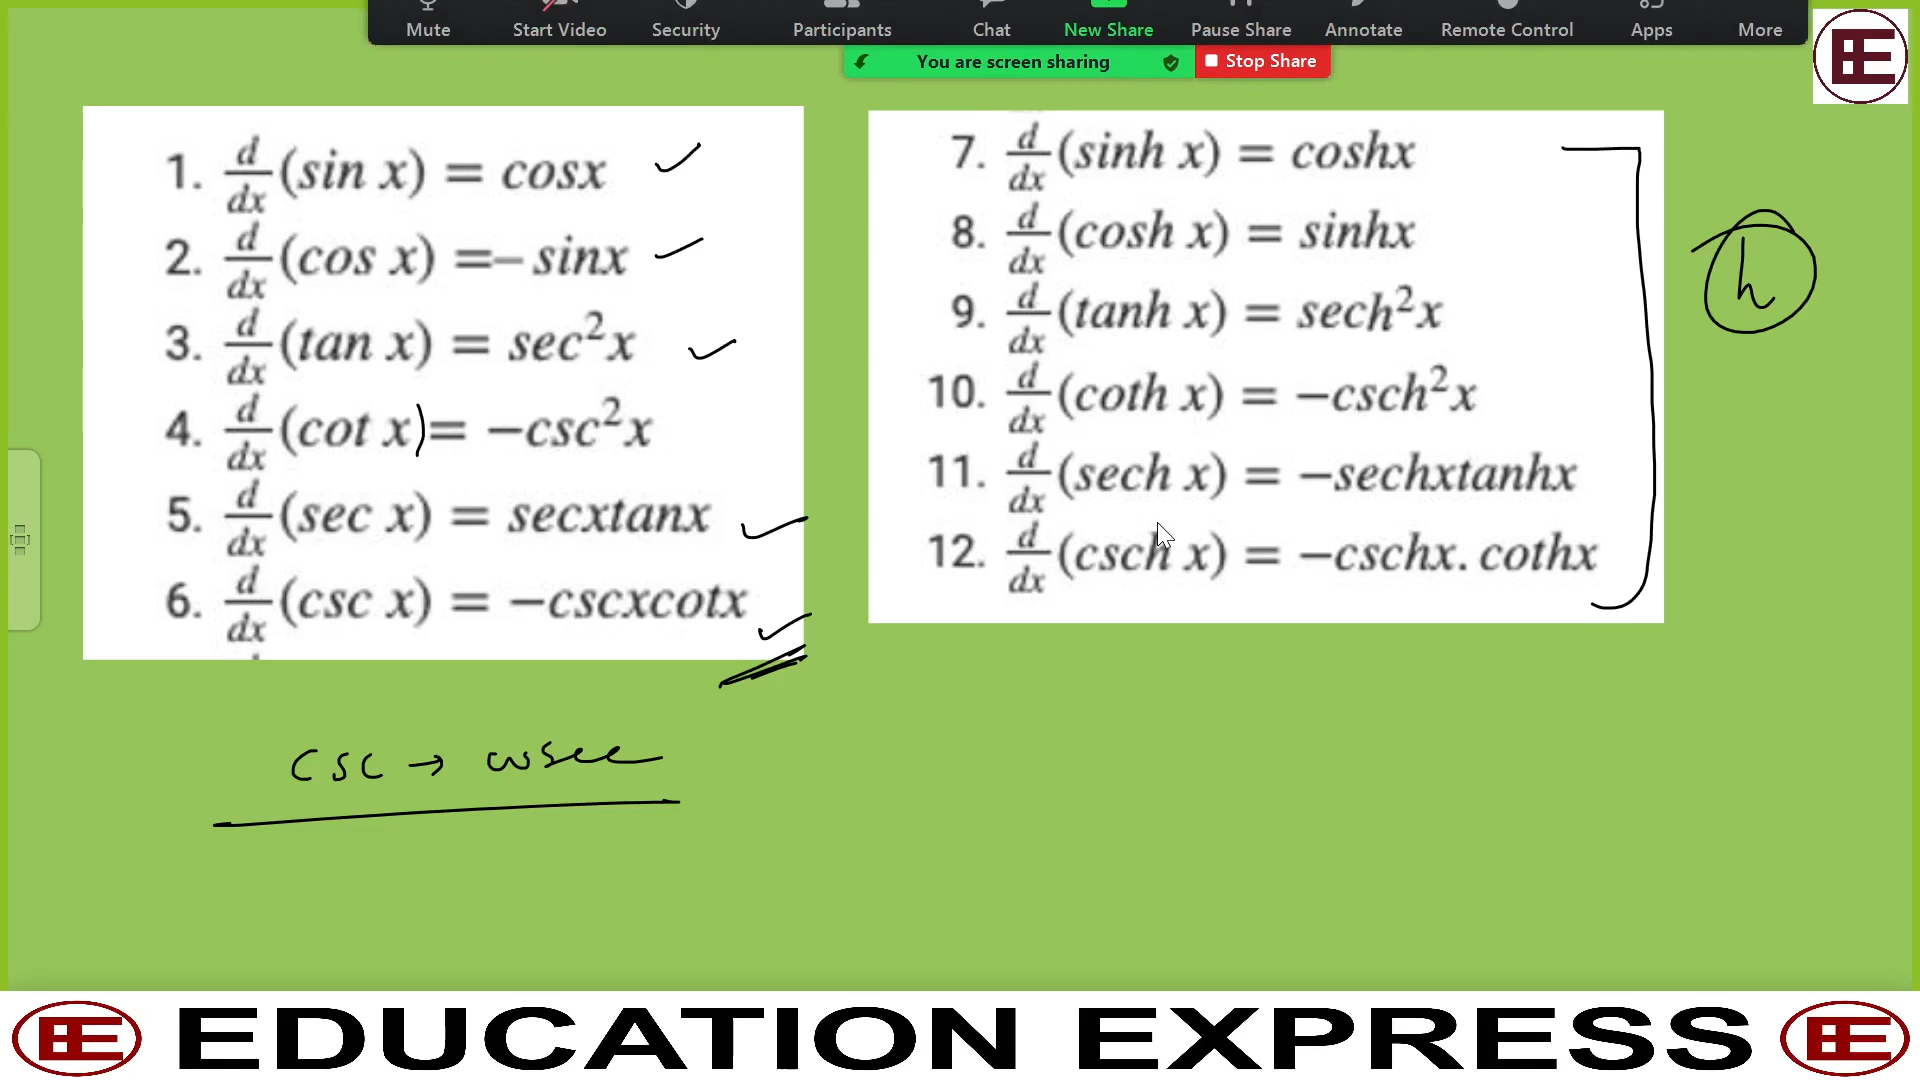 Mute Start Video Security Participants Chat New Share Pause Share Annotate Remote Control Apps More
You are screen sharing Stop Share
1. d/dx (sin x) = cosx
2. d/dx (cos x) =− sinx
3. d/dx (tan x) = sec²x
4. d/dx (cot x) = −csc²x
5. d/dx (sec x) = secxtanx
6. d/dx (csc x) = −cscxcotx
7. d/dx (sinh x) = coshx
8. d/dx (cosh x) = sinhx
9. d/dx (tanh x) = sech²x
10. d/dx (coth x) = −csch²x
11. d/dx (sech x) = −sechxtanhx
12. d/dx (csch x) = −cschx. cothx
h
csc → cosec
EDUCATION EXPRESS